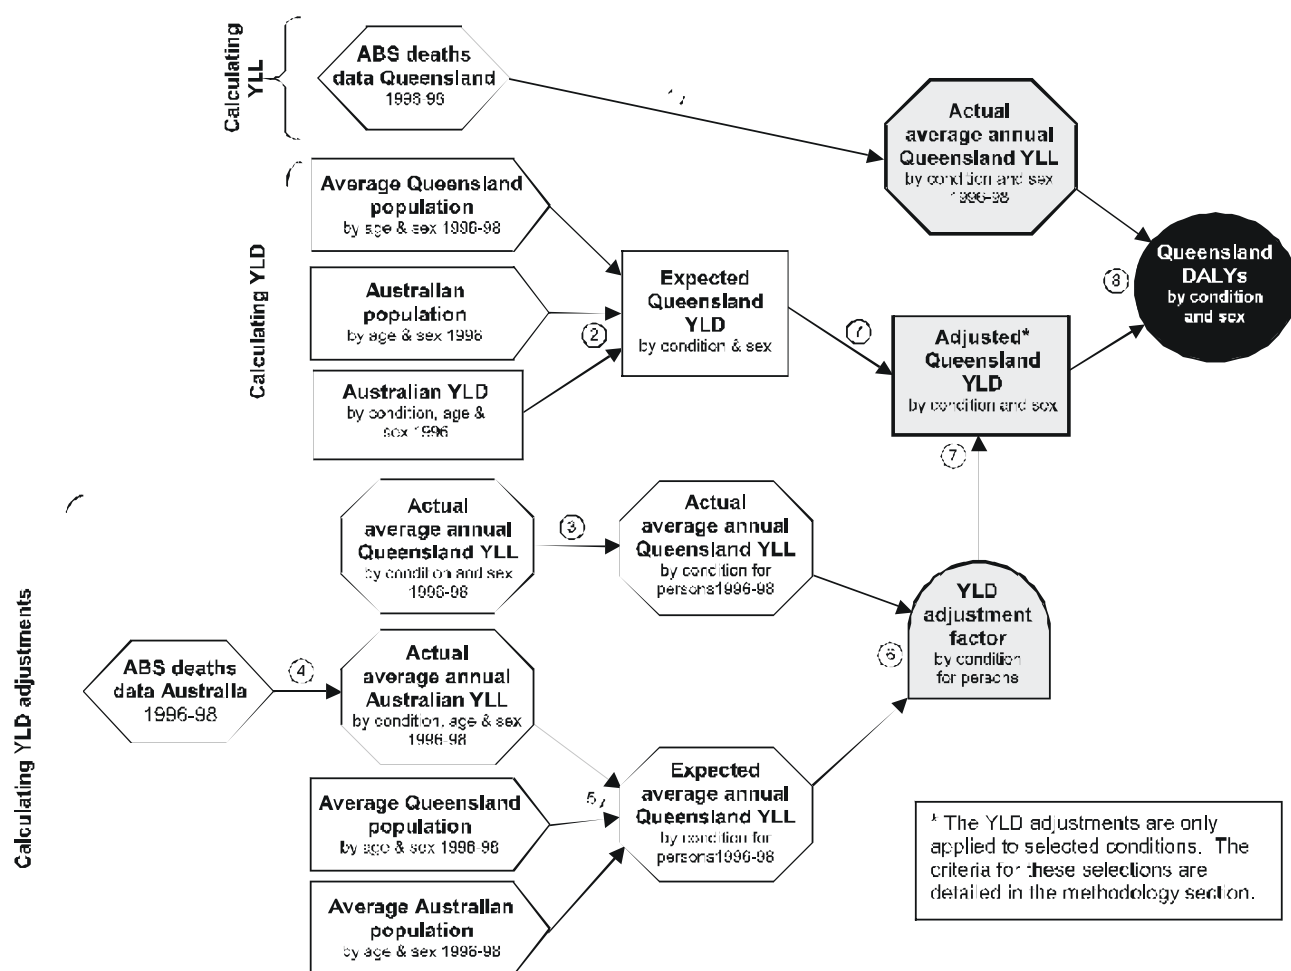 Calculating
YLL
ABS deaths
data Queensland
1996-98
Actual
average annual
Queensland YLL
by condition and sex
1996-98
Calculating YLD
Average Queensland
population
by age & sex 1996-98
Australian
population
by age & sex 1996
Australian YLD
by condition, age &
sex 1996
2
Expected
Queensland
YLD
by condition & sex
7
Adjusted*
Queensland
YLD
by condition and sex
8
Queensland
DALYs
by condition
and sex
7
Calculating YLD adjustments
Actual
average annual
Queensland YLL
by condition and sex
1996-98
3
Actual
average annual
Queensland YLL
by condition for
persons1996-98
YLD
adjustment
factor
by condition
for persons
6
ABS deaths
data Australia
1996-98
4
Actual
average annual
Australian YLL
by condition, age & sex
1996-98
Average Queensland
population
by age & sex 1996-98
Average Australian
population
by age & sex 1996-98
5
Expected
average annual
Queensland YLL
by condition for
persons1996-98
* The YLD adjustments are only
applied to selected conditions. The
criteria for these selections are
detailed in the methodology section.